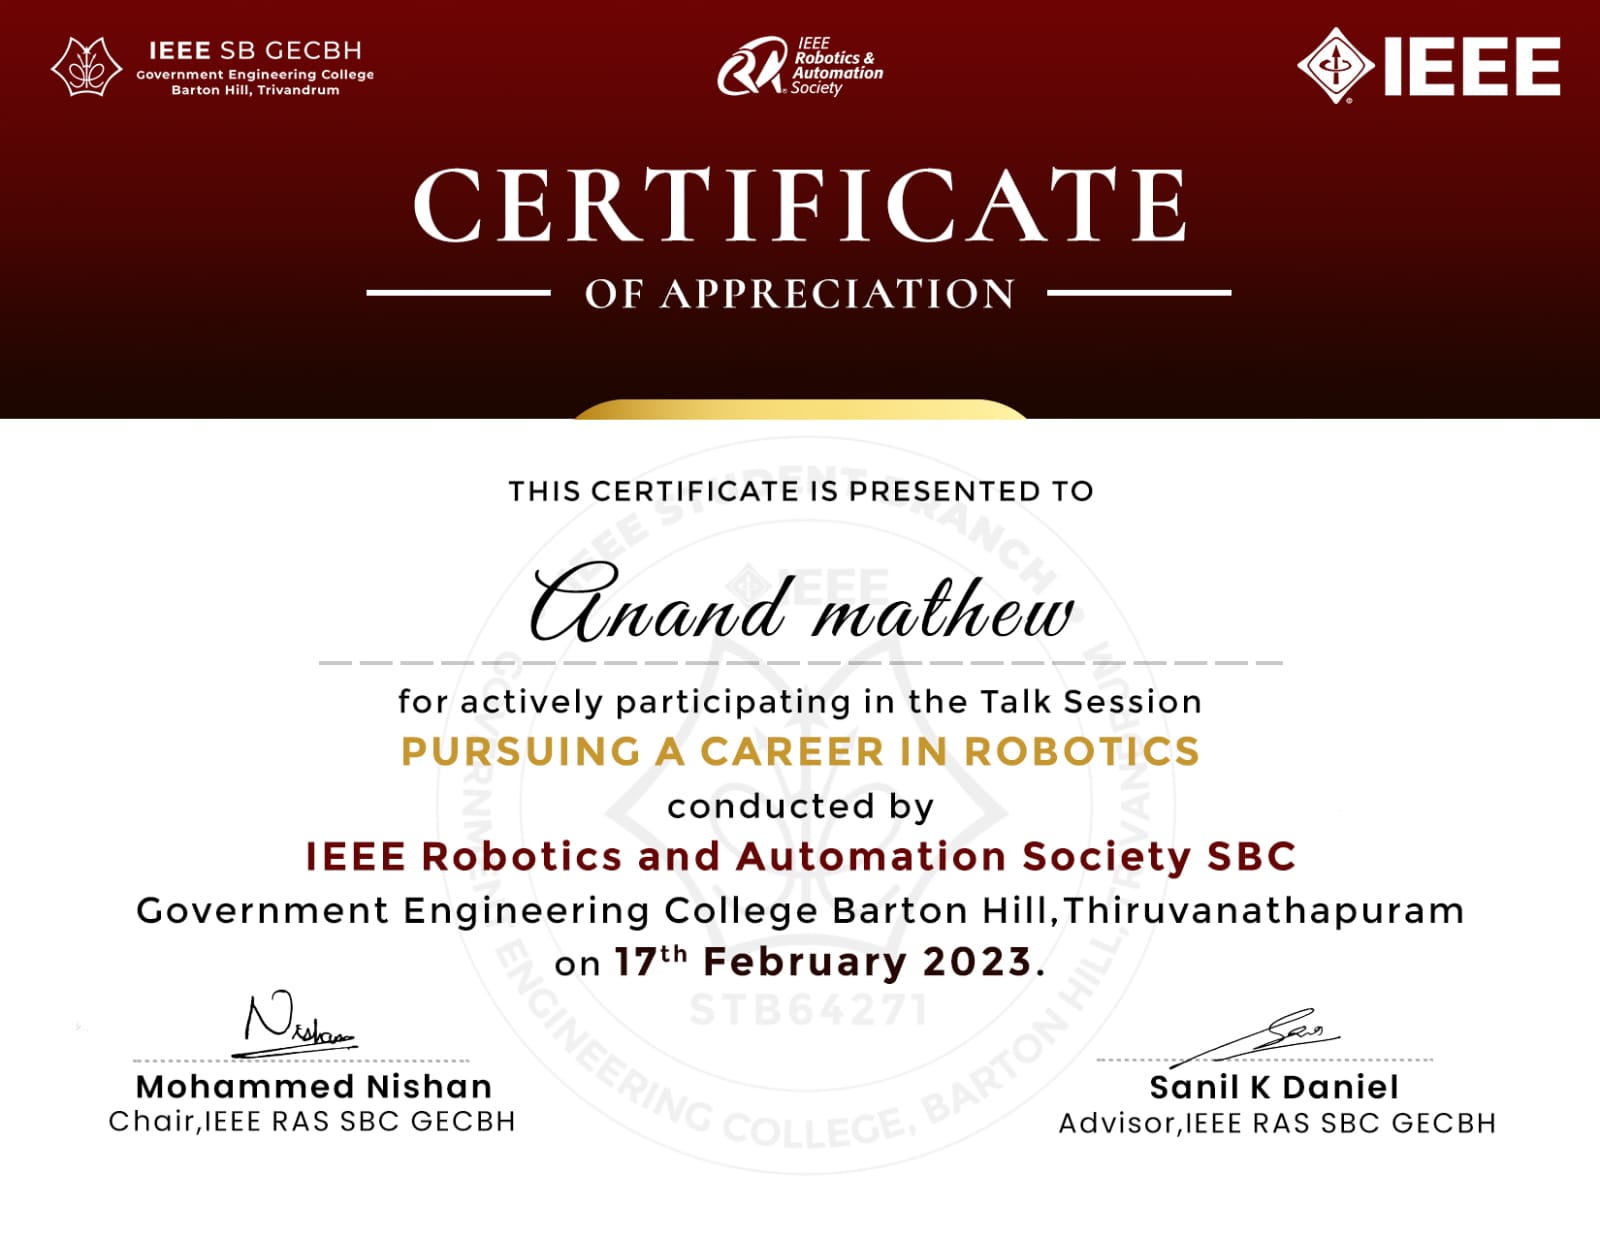 IEEE SB GECBH
Government Engineering College
Barton Hill, Trivandrum
IEEE
Robotics &
Automation
Society
IEEE
CERTIFICATE
OF APPRECIATION
THIS CERTIFICATE IS PRESENTED TO
Anand mathew
for actively participating in the Talk Session
PURSUING A CAREER IN ROBOTICS
conducted by
IEEE Robotics and Automation Society SBC
Government Engineering College Barton Hill,Thiruvanathapuram
on 17th February 2023.
IEEE STUDENT BRANCH
IEEE
GOVERNMENT ENGINEERING COLLEGE, BARTON HILL, TRIVANDRUM
STB64271
Nishan
Mohammed Nishan
Chair,IEEE RAS SBC GECBH
Sanil K Daniel
Advisor,IEEE RAS SBC GECBH